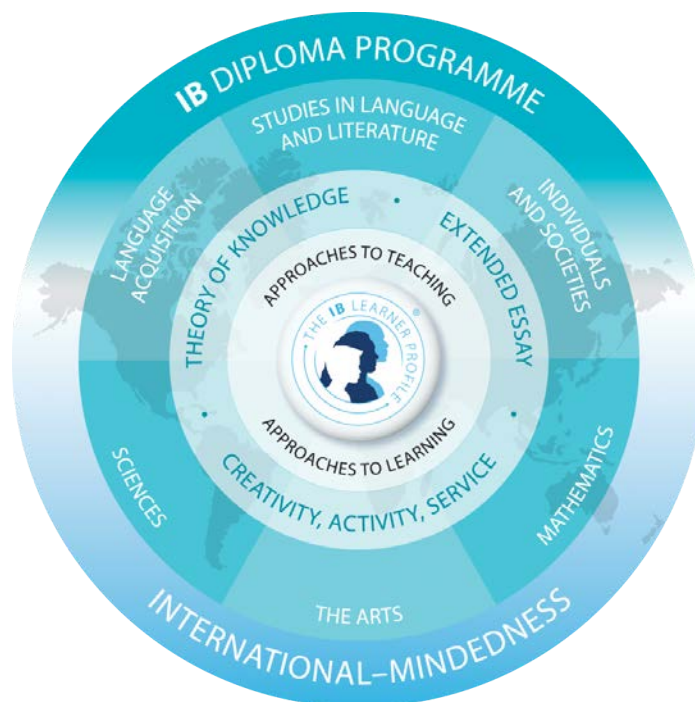 IB DIPLOMA PROGRAMME
STUDIES IN LANGUAGE
AND LITERATURE
LANGUAGE
ACQUISITION
INDIVIDUALS
AND SOCIETIES
THEORY OF KNOWLEDGE
•
EXTENDED ESSAY
•
APPROACHES TO TEACHING
THE IB LEARNER PROFILE
®
APPROACHES TO LEARNING
•
CREATIVITY, ACTIVITY, SERVICE
SCIENCES
MATHEMATICS
THE ARTS
INTERNATIONAL–MINDEDNESS